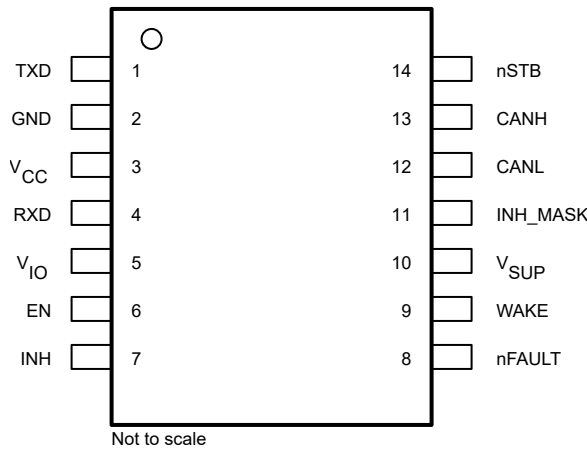 TXD 1 14 nSTB
GND 2 13 CANH
VCC 3 12 CANL
RXD 4 11 INH_MASK
VIO 5 10 VSUP
EN 6 9 WAKE
INH 7 8 nFAULT
Not to scale